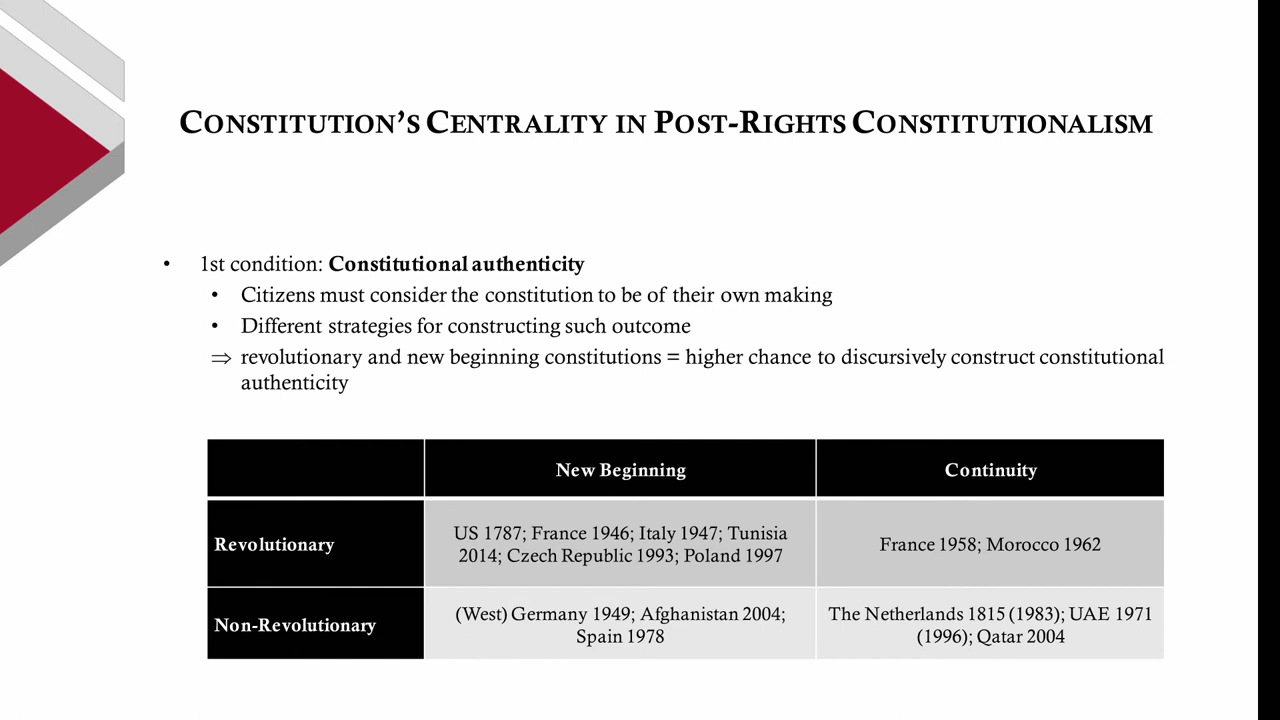 CONSTITUTION’S CENTRALITY IN POST-RIGHTS CONSTITUTIONALISM
• 1st condition: Constitutional authenticity
• Citizens must consider the constitution to be of their own making
• Different strategies for constructing such outcome
⇒ revolutionary and new beginning constitutions = higher chance to discursively construct constitutional
authenticity
New Beginning
Continuity
Revolutionary
US 1787; France 1946; Italy 1947; Tunisia
2014; Czech Republic 1993; Poland 1997
France 1958; Morocco 1962
Non-Revolutionary
(West) Germany 1949; Afghanistan 2004;
Spain 1978
The Netherlands 1815 (1983); UAE 1971
(1996); Qatar 2004